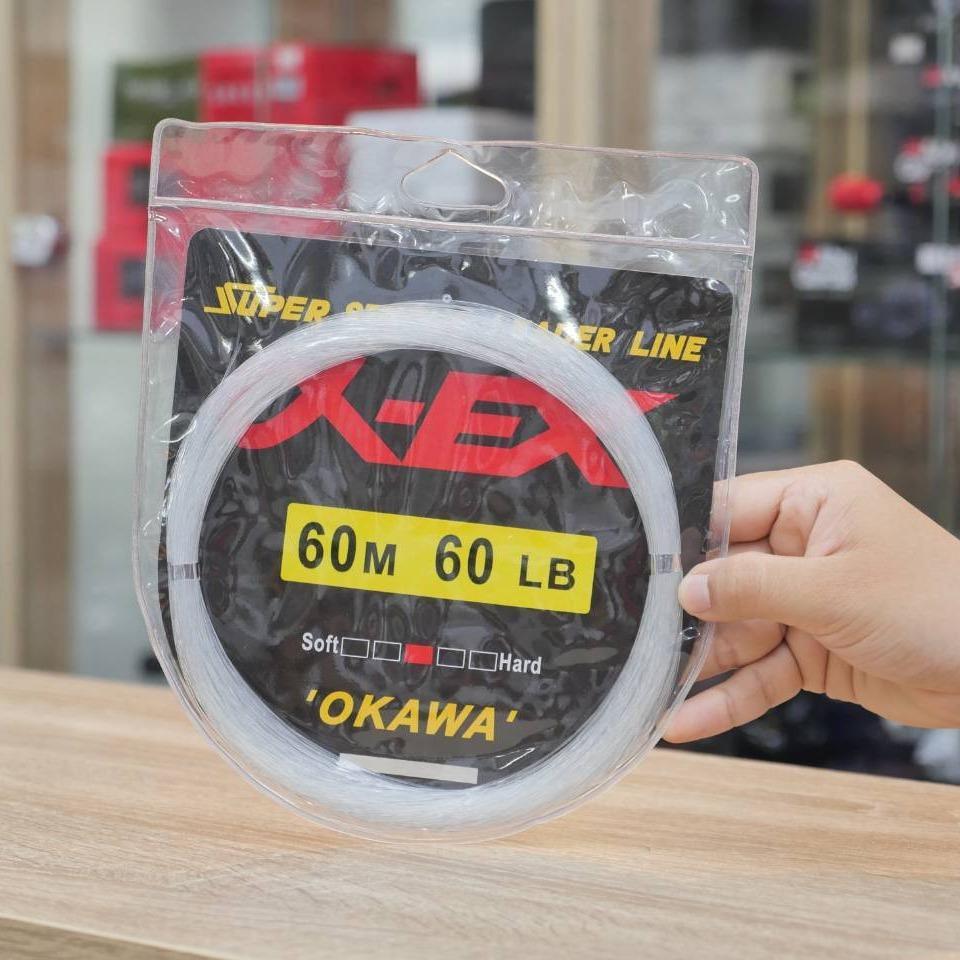 SUPER LINE
X-EX
60M 60 LB
Soft Hard
'OKAWA'